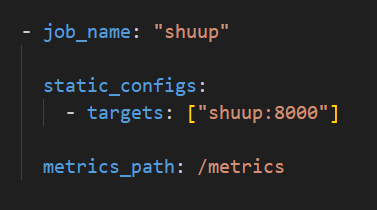 - job_name: "shuup"
static_configs:
- targets: ["shuup:8000"]
metrics_path: /metrics